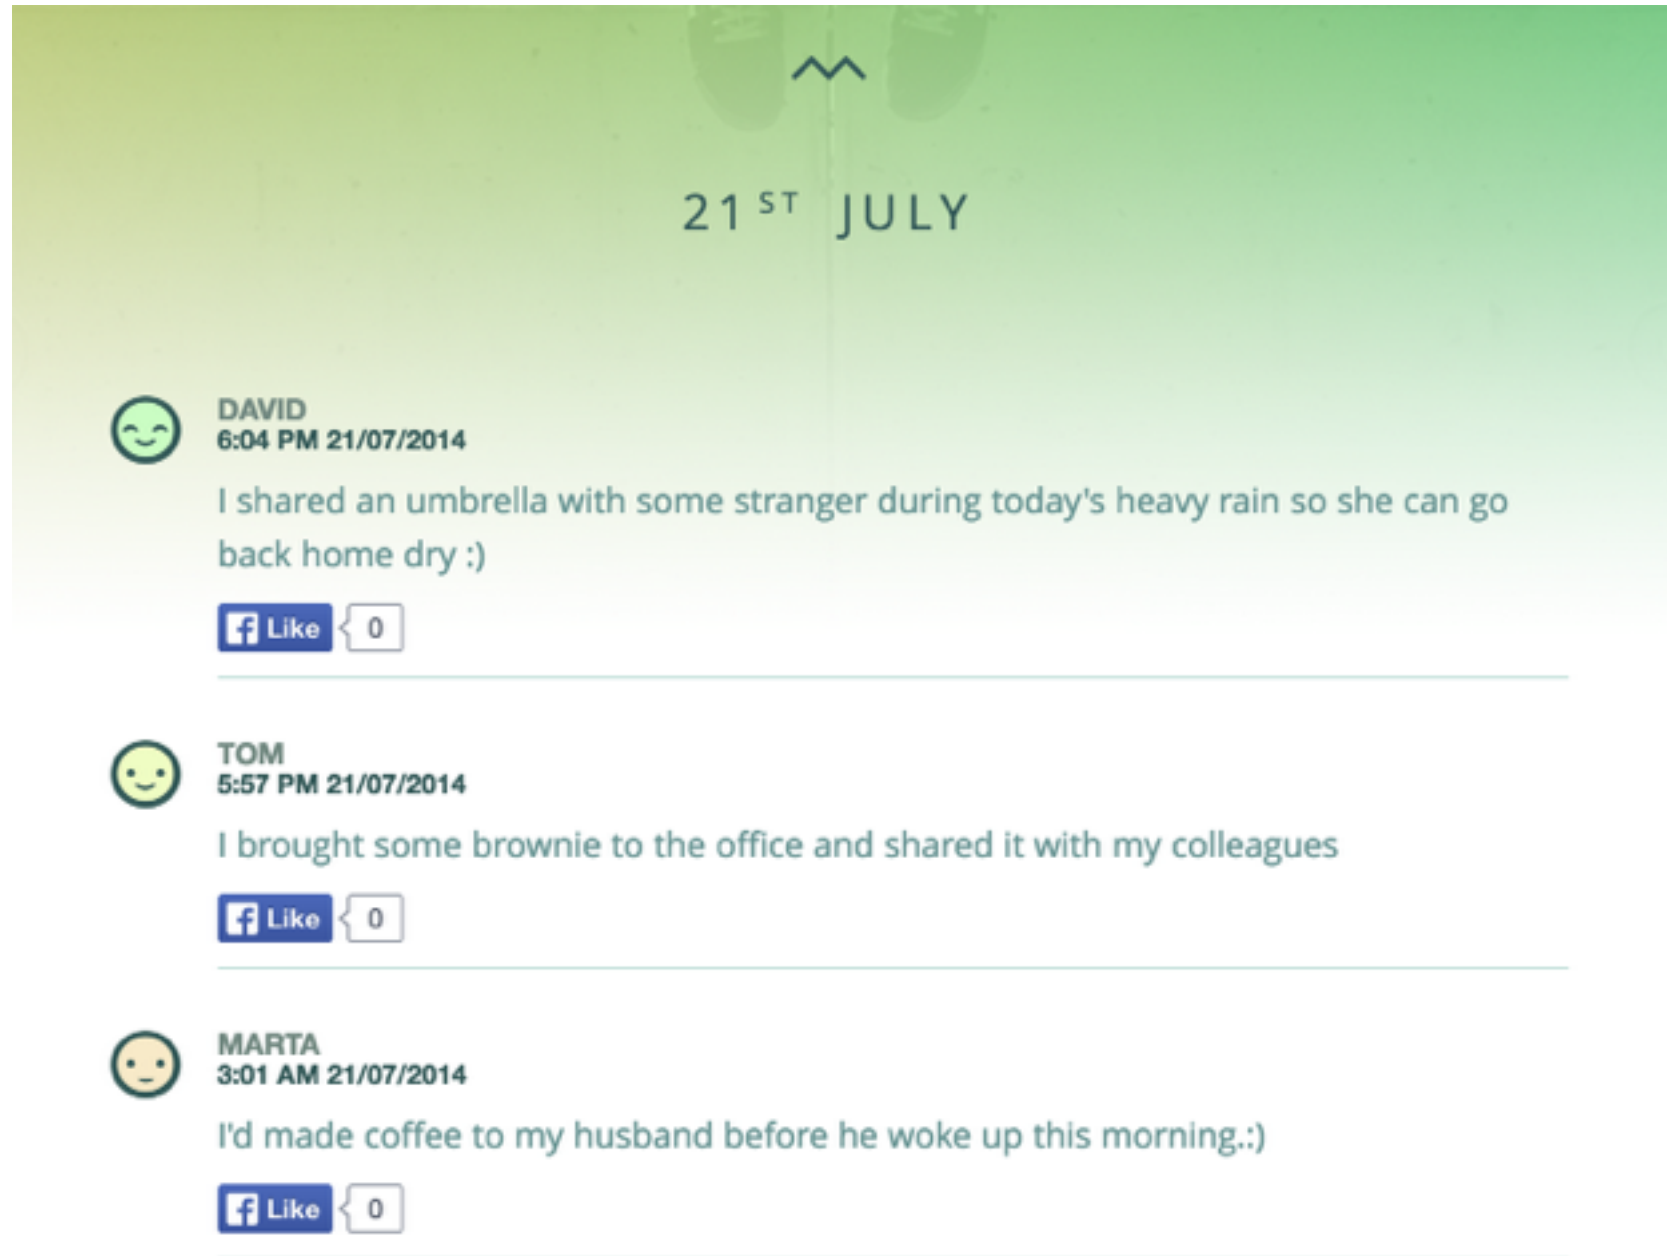 21ST JULY
DAVID
6:04 PM 21/07/2014
I shared an umbrella with some stranger during today's heavy rain so she can go
back home dry :)
Like 0
TOM
5:57 PM 21/07/2014
I brought some brownie to the office and shared it with my colleagues
Like 0
MARTA
3:01 AM 21/07/2014
I'd made coffee to my husband before he woke up this morning.:)
Like 0